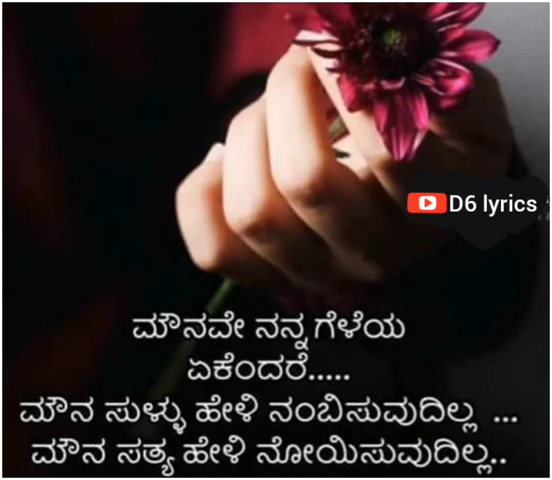 D6 lyrics
ಮೌನವೇ ನನ್ನ ಗೆಳೆಯ
ಏಕೆಂದರೆ.....
ಮೌನ ಸುಳ್ಳು ಹೇಳಿ ನಂಬಿಸುವುದಿಲ್ಲ ...
ಮೌನ ಸತ್ಯ ಹೇಳಿ ನೋಯಿಸುವುದಿಲ್ಲ..